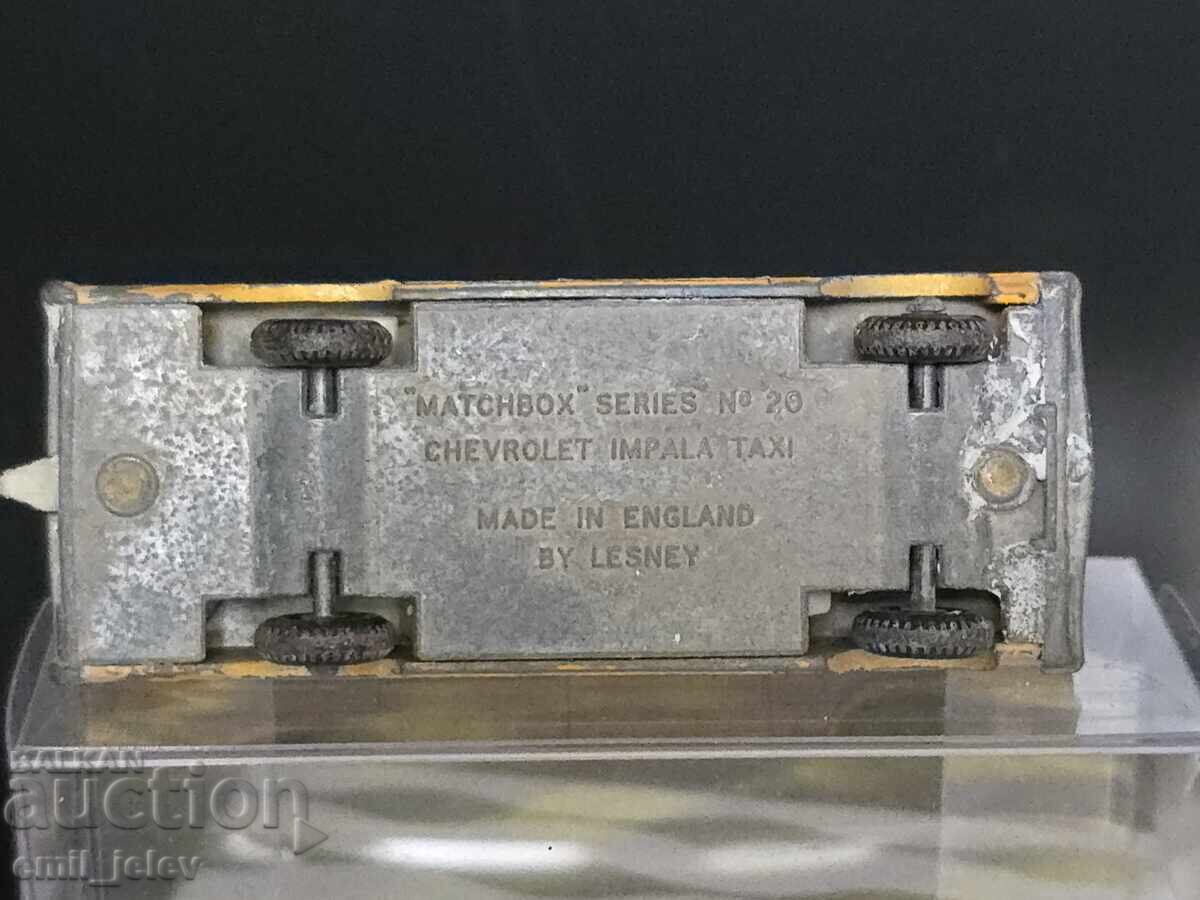 "MATCHBOX" SERIES Nº 20
CHEVROLET IMPALA TAXI
MADE IN ENGLAND
BY LESNEY
BALKAN
auction
emil_jelev